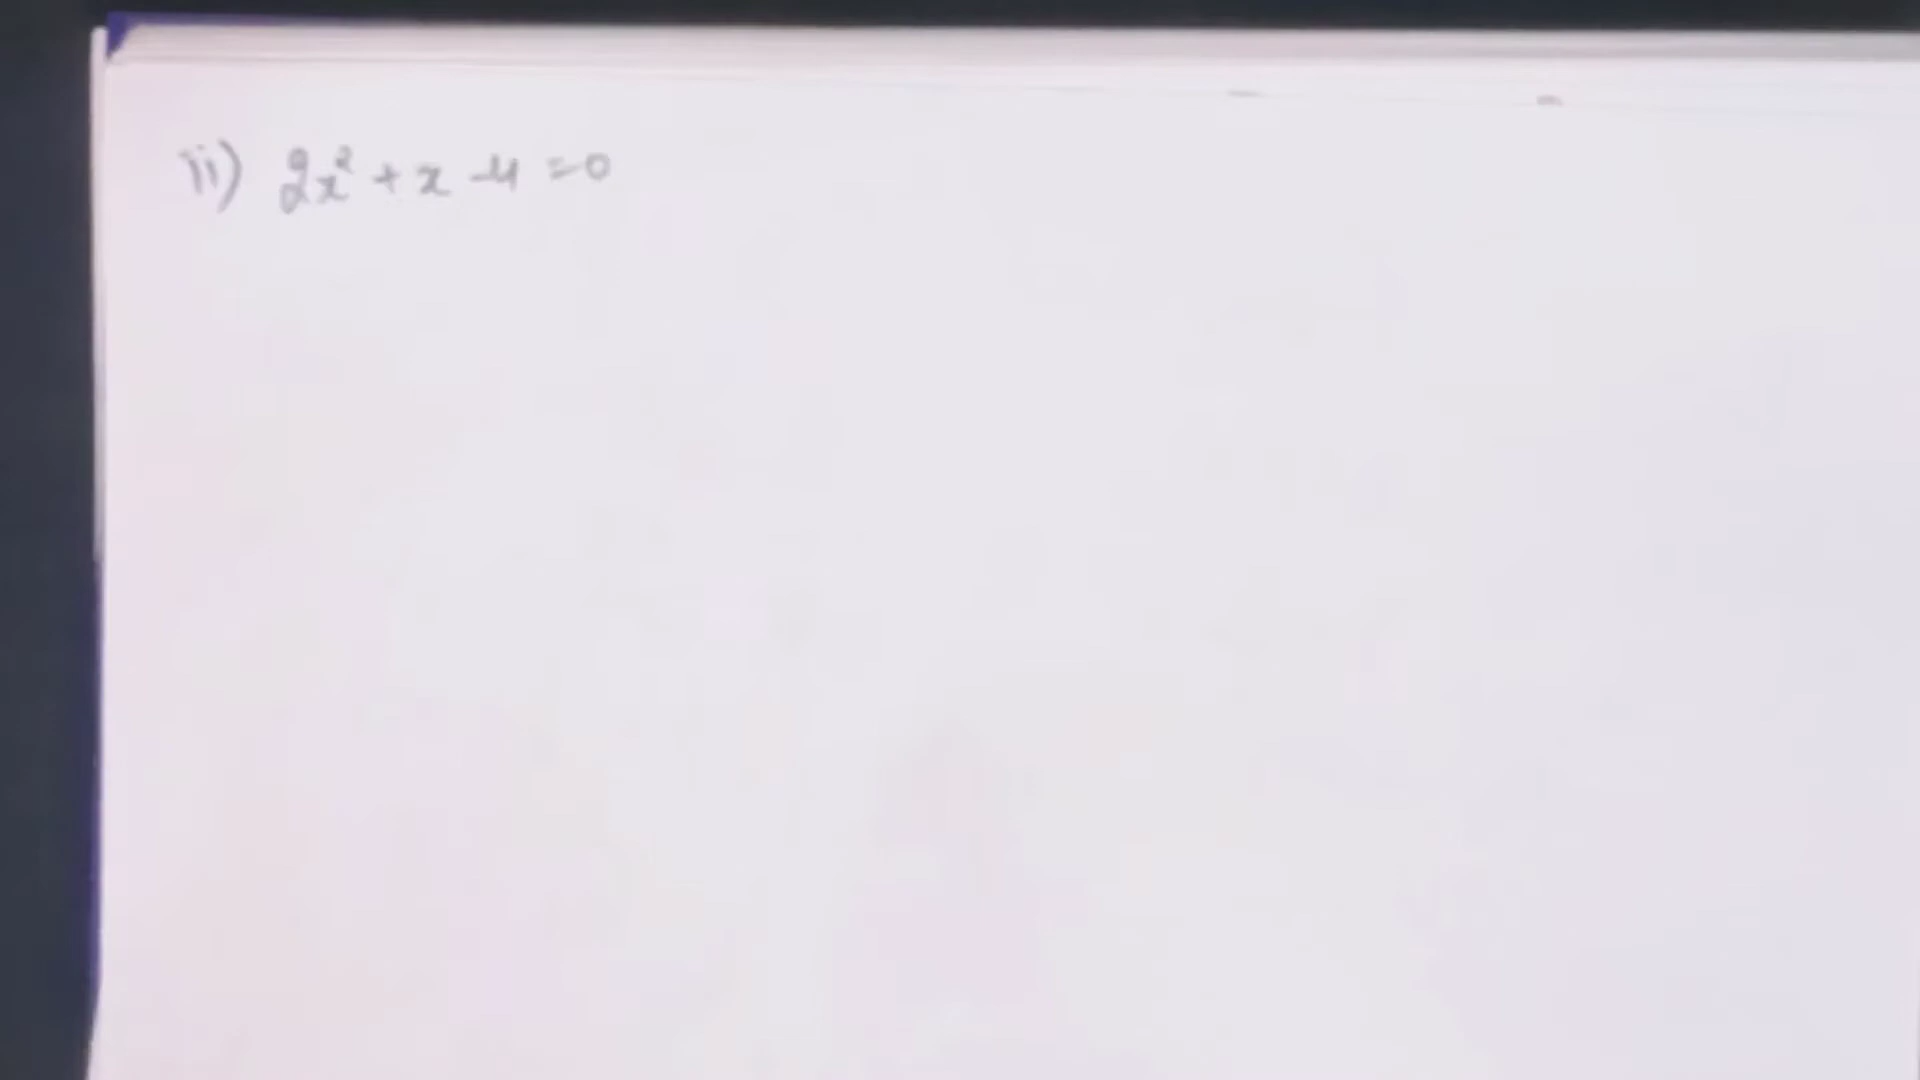 ii) 2x² + x - 4 = 0